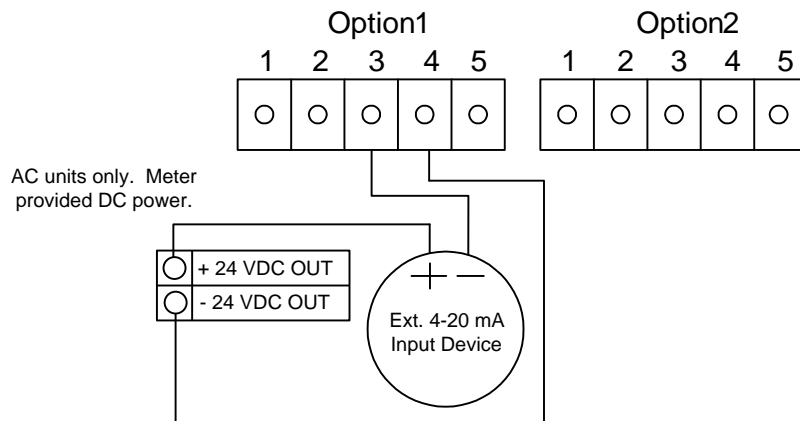 Option1
Option2
1 2 3 4 5
1 2 3 4 5
AC units only. Meter
provided DC power.
+ 24 VDC OUT
- 24 VDC OUT
+ −
Ext. 4-20 mA
Input Device